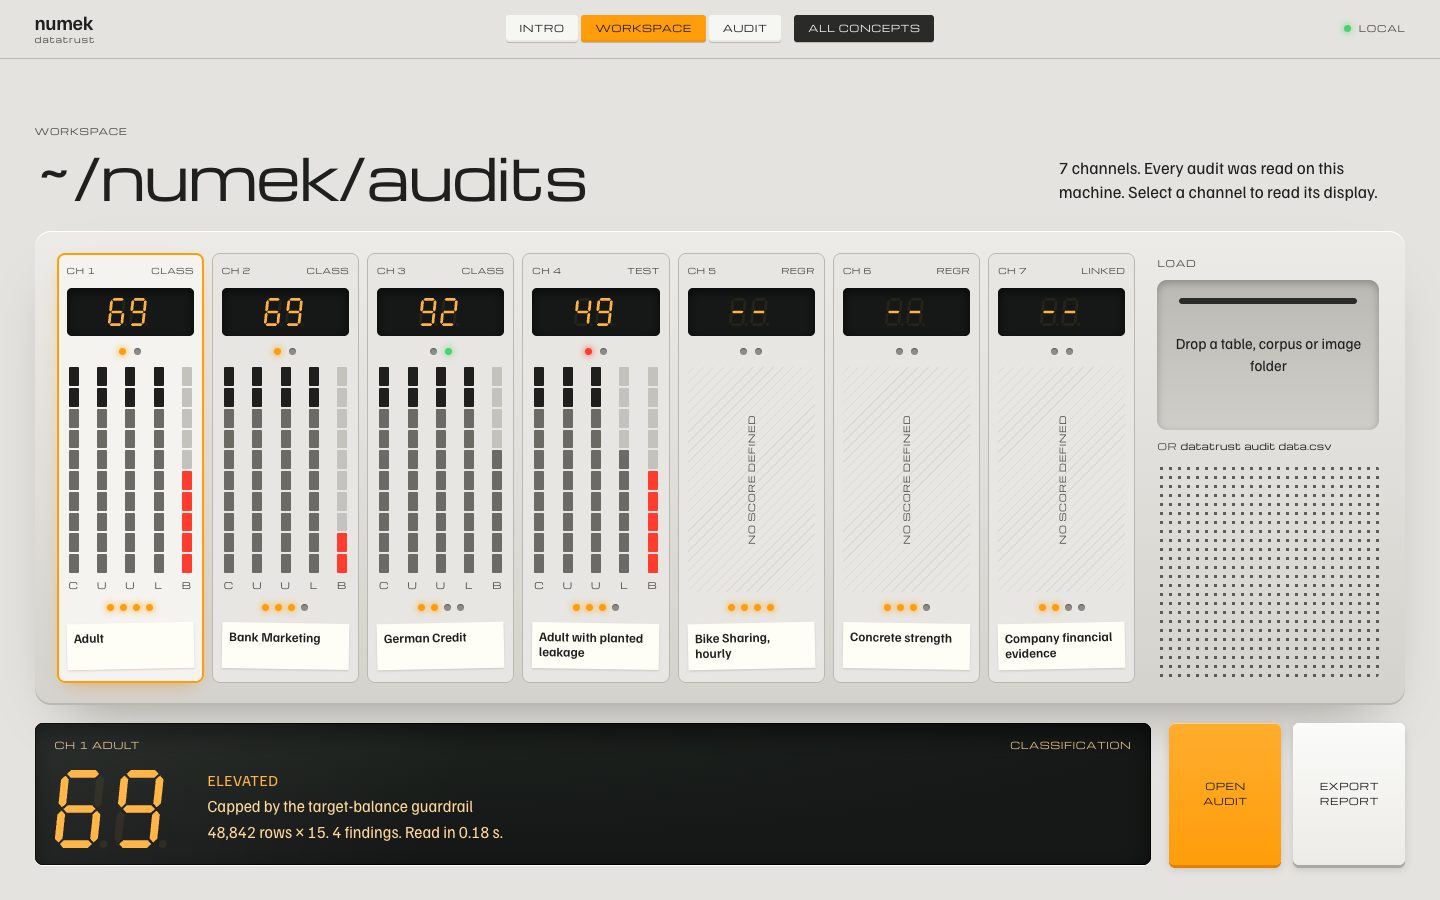 numek
datatrust
INTRO
WORKSPACE
AUDIT
ALL CONCEPTS
LOCAL
WORKSPACE
~/numek/audits
7 channels. Every audit was read on this
machine. Select a channel to read its display.
CH 1 CLASS
69
C U U L B
Adult
CH 2 CLASS
69
C U U L B
Bank Marketing
CH 3 CLASS
92
C U U L B
German Credit
CH 4 TEST
49
C U U L B
Adult with planted
leakage
CH 5 REGR
--
NO SCORE DEFINED
Bike Sharing,
hourly
CH 6 REGR
--
NO SCORE DEFINED
Concrete strength
CH 7 LINKED
--
NO SCORE DEFINED
Company financial
evidence
LOAD
Drop a table, corpus or image
folder
OR datatrust audit data.csv
CH 1 ADULT
CLASSIFICATION
69
ELEVATED
Capped by the target-balance guardrail
48,842 rows × 15. 4 findings. Read in 0.18 s.
OPEN
AUDIT
EXPORT
REPORT